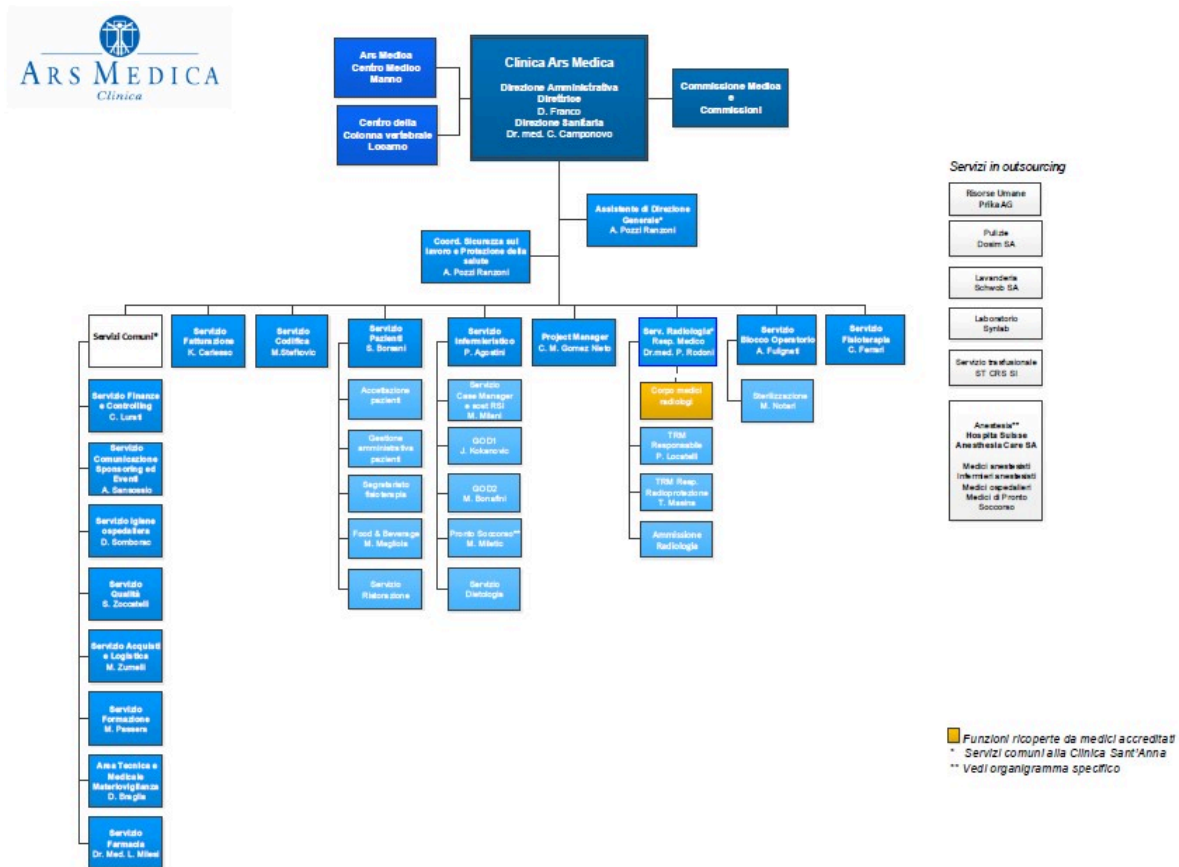 ARS MEDICA
Clinica
Ars Medica
Centro Medico
Manno
Centro della
Colonna vertebrale
Locarno
Clinica Ars Medica
Direzione Amministrativa
Direttrice
D. Franco
Direzione Sanitaria
Dr. med. C. Camponovo
Commissione Medica
e
Commissioni
Assistente di Direzione
Generale*
A. Pozzi Ranzoni
Coord. Sicurezza sul
lavoro e Protezione della
salute
A. Pozzi Ranzoni
Servizi Comuni*
Servizio
Fatturazione
K. Carlesso
Servizio
Codifica
M.Stefiovic
Servizio
Pazienti
S. Borsani
Servizio
Infermieristico
P. Agostini
Project Manager
C. M. Gomez Nieto
Serv. Radiologia*
Resp. Medico
Dr.med. P. Rodoni
Servizio
Blocco Operatorio
A. Fulignati
Servizio
Fisioterapia
C. Ferrari
Servizio Finanze
e Controlling
C. Lurati
Servizio
Comunicazione
Sponsoring ed
Eventi
A. Sansossio
Servizio Igiene
ospedaliera
D. Somborac
Servizio
Qualità
S. Zoccatelli
Servizio Acquisti
e Logistica
M. Zumelli
Servizio
Formazione
M. Passera
Area Tecnica e
Medicale
Materiovigilanza
D. Braglia
Servizio
Farmacia
Dr. Med. L. Milesi
Accettazione
pazienti
Gestione
amministrativa
pazienti
Segretariato
fisioterapia
Food & Beverage
M. Magliola
Servizio
Ristorazione
Servizio
Case Manager
e sost RSI
M. Milani
GOD1
J. Kokanovic
GOD2
M. Bonafini
Pronto Soccorso**
M. Miletic
Servizio
Dietologia
Corpo medici
radiologi
TRM
Responsabile
P. Locatelli
TRM Resp.
Radioprotezione
T. Masina
Ammissione
Radiologia
Sterilizzazione
M. Notari
Servizi in outsourcing
Risorse Umane
Prika AG
Pulizie
Dosim SA
Lavanderia
Schwob SA
Laboratorio
Synlab
Servizio trasfusionale
ST CRS SI
Anestesia**
Hospita Suisse
Anesthesia Care SA
Medici anestesisti
Infermieri anestesisti
Medici ospedalieri
Medici di Pronto
Soccorso
Funzioni ricoperte da medici accreditati
* Servizi comuni alla Clinica Sant'Anna
** Vedi organigramma specifico